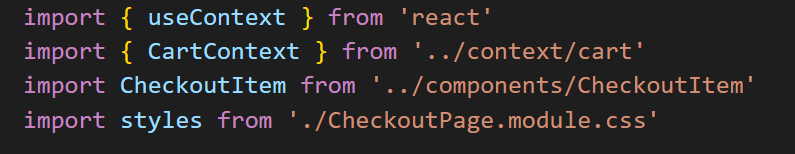 import { useContext } from 'react'
import { CartContext } from '../context/cart'
import CheckoutItem from '../components/CheckoutItem'
import styles from './CheckoutPage.module.css'